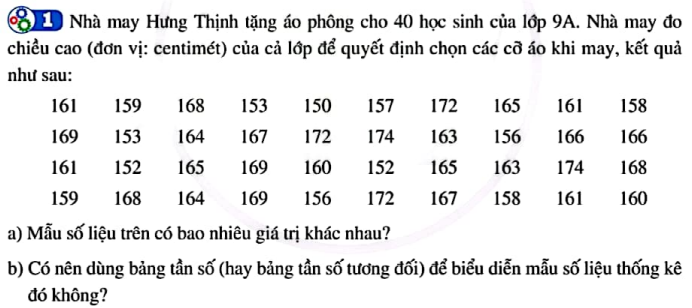 1 Nhà may Hưng Thịnh tặng áo phông cho 40 học sinh của lớp 9A. Nhà may đo
chiều cao (đơn vị: centimét) của cả lớp để quyết định chọn các cỡ áo khi may, kết quả
như sau:
161 159 168 153 150 157 172 165 161 158
169 153 164 167 172 174 163 156 166 166
161 152 165 169 160 152 165 163 174 168
159 168 164 169 156 172 167 158 161 160
a) Mẫu số liệu trên có bao nhiêu giá trị khác nhau?
b) Có nên dùng bảng tần số (hay bảng tần số tương đối) để biểu diễn mẫu số liệu thống kê
đó không?